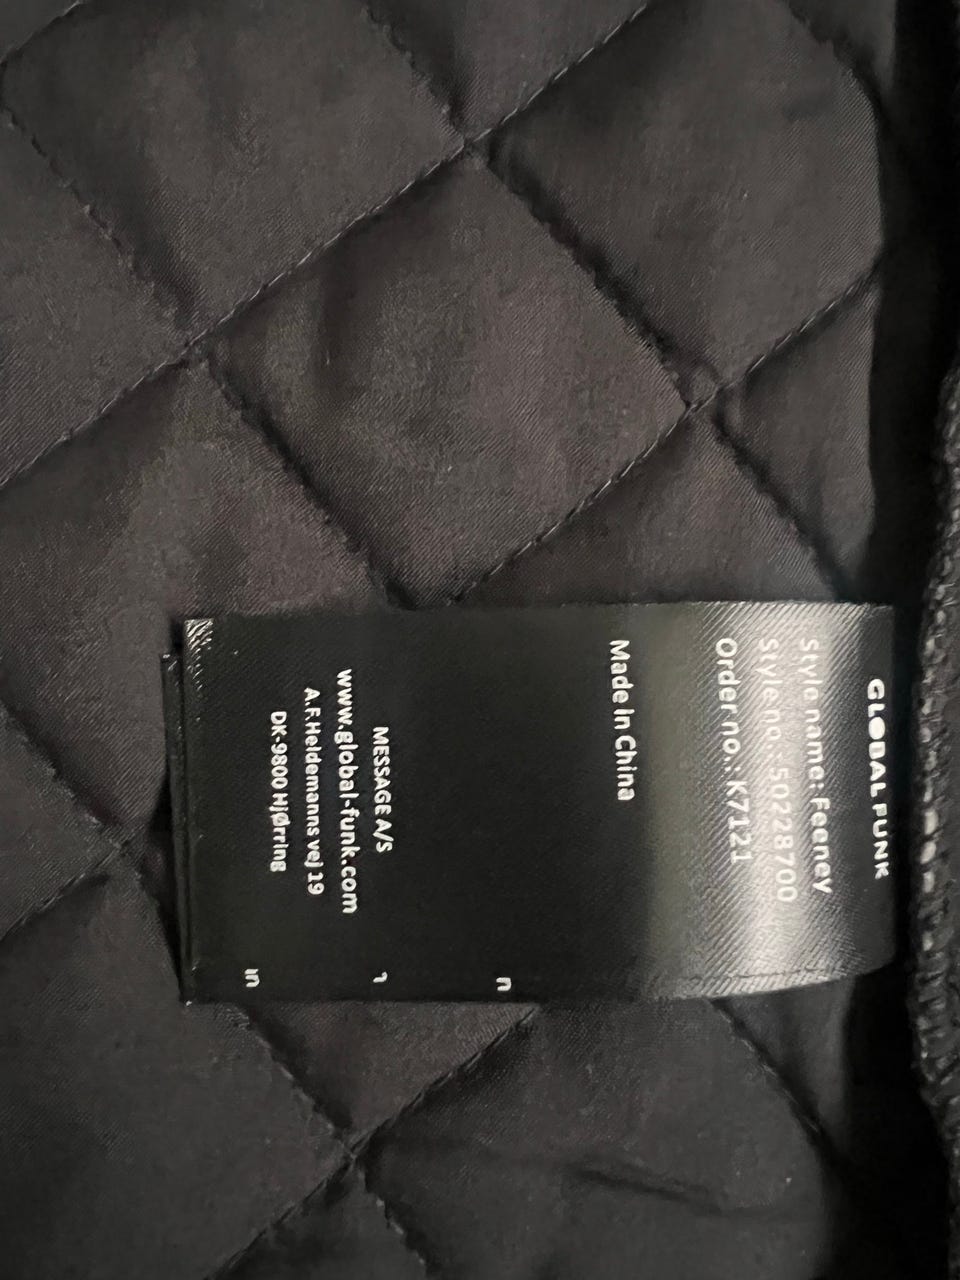 GLOBAL FUNK
Style name: Feeney
Style no.: 50228700
Order no.: K7121
Made in China
MESSAGE A/S
www.global-funk.com
A.F.Heidemanns vej 19
DK-9800 Hjørring